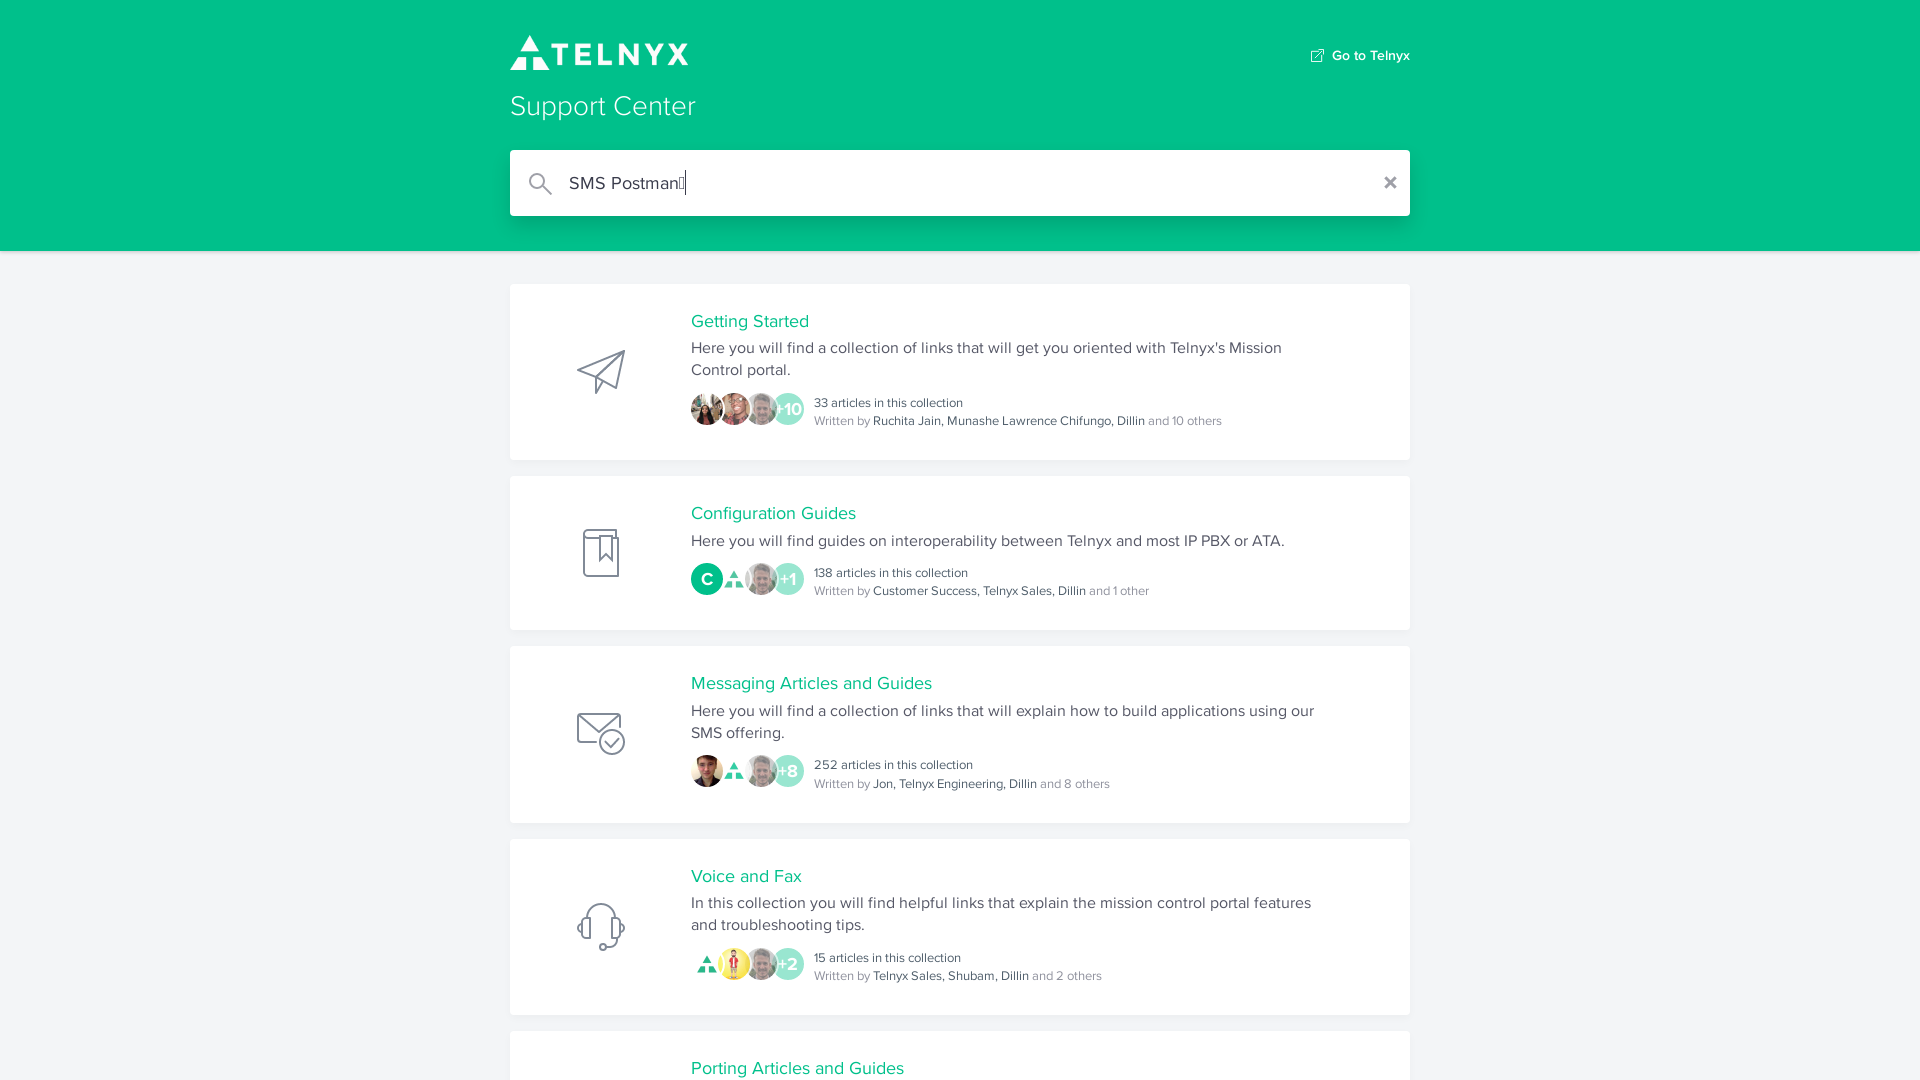 TELNYX
Go to Telnyx
Support Center
SMS Postman
Getting Started
Here you will find a collection of links that will get you oriented with Telnyx's Mission
Control portal.
+10
33 articles in this collection
Written by Ruchita Jain, Munashe Lawrence Chifungo, Dillin and 10 others
Configuration Guides
Here you will find guides on interoperability between Telnyx and most IP PBX or ATA.
C
+1
138 articles in this collection
Written by Customer Success, Telnyx Sales, Dillin and 1 other
Messaging Articles and Guides
Here you will find a collection of links that will explain how to build applications using our
SMS offering.
+8
252 articles in this collection
Written by Jon, Telnyx Engineering, Dillin and 8 others
Voice and Fax
In this collection you will find helpful links that explain the mission control portal features
and troubleshooting tips.
+2
15 articles in this collection
Written by Telnyx Sales, Shubam, Dillin and 2 others
Porting Articles and Guides